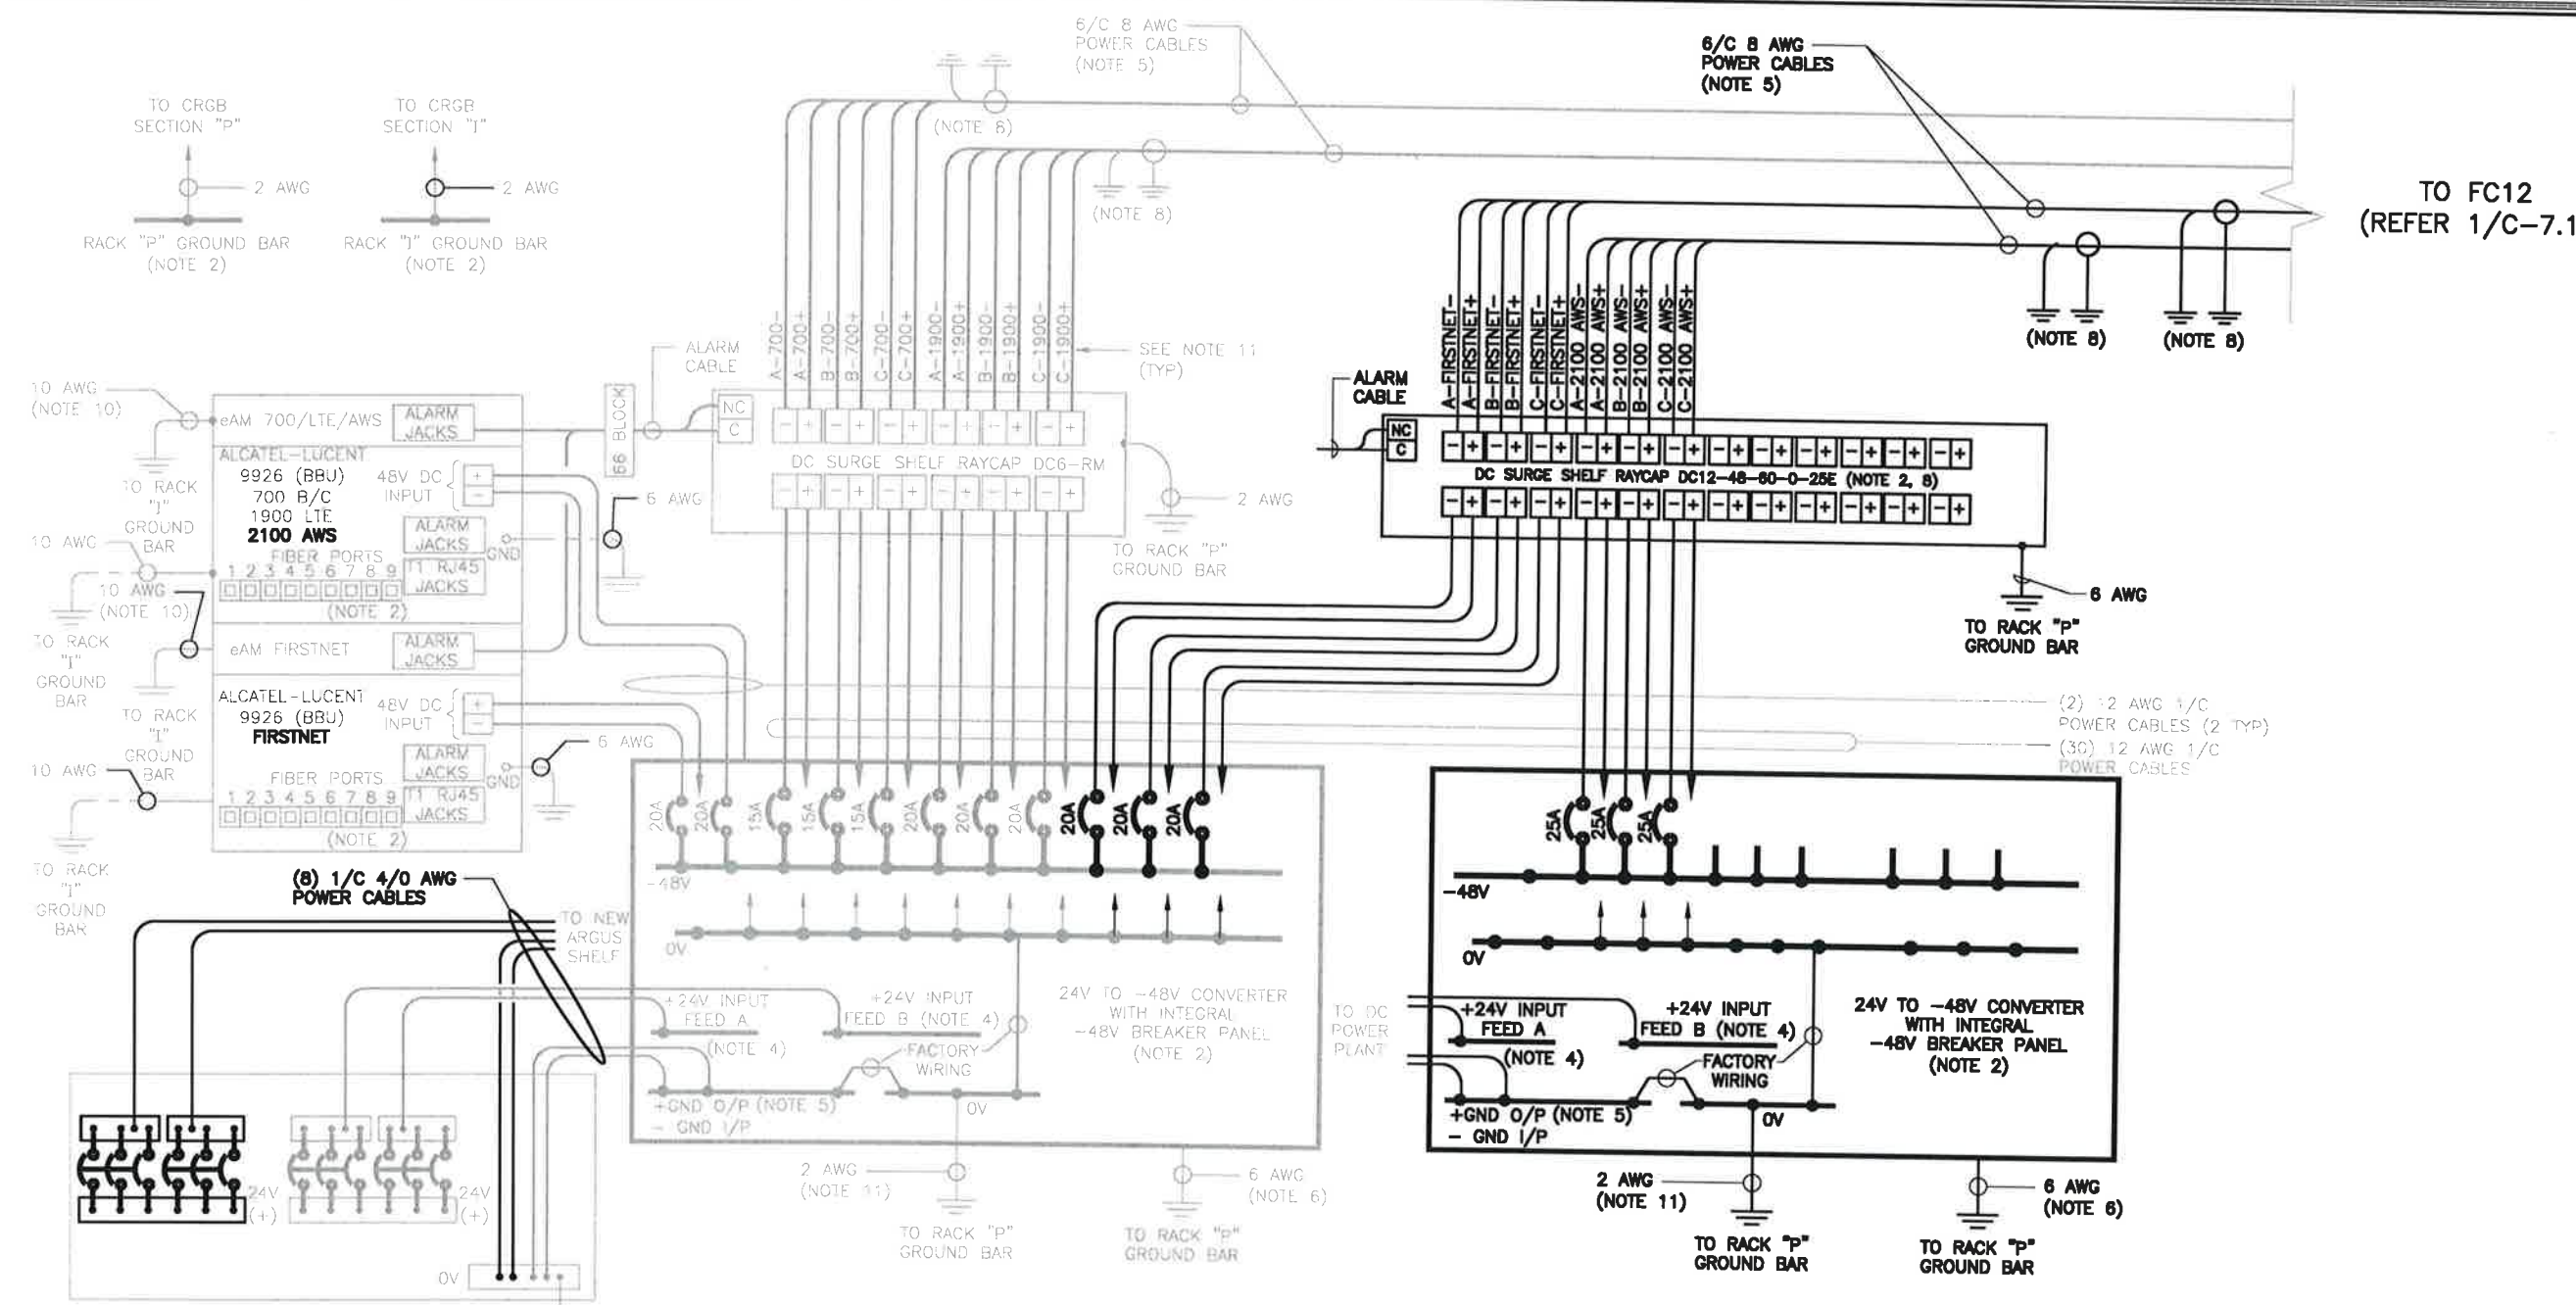 6/C 8 AWG
POWER CABLES
(NOTE 5)
6/C 8 AWG
POWER CABLES
(NOTE 5)
TO CRGB
SECTION "P"
TO CRGB
SECTION "I"
(NOTE 8)
2 AWG
2 AWG
RACK "P" GROUND BAR
(NOTE 2)
RACK "I" GROUND BAR
(NOTE 2)
(NOTE 8)
TO FC12
(REFER 1/C-7.1
(NOTE 8)
(NOTE 8)
A-700-
A-700+
B-700-
B-700+
C-700-
C-700+
A-1900-
A-1900+
B-1900-
B-1900+
C-1900-
C-1900+
SEE NOTE 11
(TYP)
A-FIRSTNET-
A-FIRSTNET+
B-FIRSTNET-
B-FIRSTNET+
C-FIRSTNET-
C-FIRSTNET+
A-2100 AWS-
A-2100 AWS+
B-2100 AWS-
B-2100 AWS+
C-2100 AWS-
C-2100 AWS+
ALARM
CABLE
ALARM
CABLE
10 AWG
(NOTE 10)
eAM 700/LTE/AWS
ALARM
JACKS
66 BLOCK
NC
C
- + - + - + - + - + - +
DC SURGE SHELF RAYCAP DC6-RM
- + - + - + - + - + - +
NC
C
- + - + - + - + - + - + - + - + - + - + - + - +
DC SURGE SHELF RAYCAP DC12-48-60-0-25E (NOTE 2, 8)
- + - + - + - + - + - + - + - + - + - + - + - +
ALCATEL-LUCENT
9926 (BBU)
700 B/C
1900 LTE
2100 AWS
48V DC
INPUT
+
-
ALARM
JACKS
GND
6 AWG
2 AWG
TO RACK "P"
GROUND BAR
6 AWG
TO RACK "P"
GROUND BAR
TO RACK
"I"
GROUND
BAR
10 AWG
FIBER PORTS
1 2 3 4 5 6 7 8 9
T1 RJ45
JACKS
(NOTE 2)
10 AWG
(NOTE 10)
TO RACK
"I"
GROUND
BAR
eAM FIRSTNET
ALARM
JACKS
ALCATEL-LUCENT
9926 (BBU)
FIRSTNET
48V DC
INPUT
+
-
TO RACK
"I"
GROUND
BAR
ALARM
JACKS
GND
6 AWG
10 AWG
FIBER PORTS
1 2 3 4 5 6 7 8 9
T1 RJ45
JACKS
(NOTE 2)
TO RACK
"I"
GROUND
BAR
(2) 12 AWG 1/C
POWER CABLES (2 TYP)
(30) 12 AWG 1/C
POWER CABLES
20A
20A
15A
15A
15A
20A
20A
20A
20A
20A
20A
25A
25A
25A
-48V
0V
-48V
0V
(8) 1/C 4/0 AWG
POWER CABLES
TO NEW
ARGUS
SHELF
+24V INPUT
FEED A
(NOTE 4)
+24V INPUT
FEED B (NOTE 4)
FACTORY
WIRING
24V TO -48V CONVERTER
WITH INTEGRAL
-48V BREAKER PANEL
(NOTE 2)
+GND O/P (NOTE 5)
- GND I/P
0V
TO DC
POWER
PLANT
+24V INPUT
FEED A
(NOTE 4)
+24V INPUT
FEED B (NOTE 4)
FACTORY
WIRING
24V TO -48V CONVERTER
WITH INTEGRAL
-48V BREAKER PANEL
(NOTE 2)
+GND O/P (NOTE 5)
- GND I/P
0V
24V
(+)
24V
(+)
0V
2 AWG
(NOTE 11)
TO RACK "P"
GROUND BAR
6 AWG
(NOTE 6)
TO RACK "P"
GROUND BAR
2 AWG
(NOTE 11)
TO RACK "P"
GROUND BAR
6 AWG
(NOTE 6)
TO RACK "P"
GROUND BAR